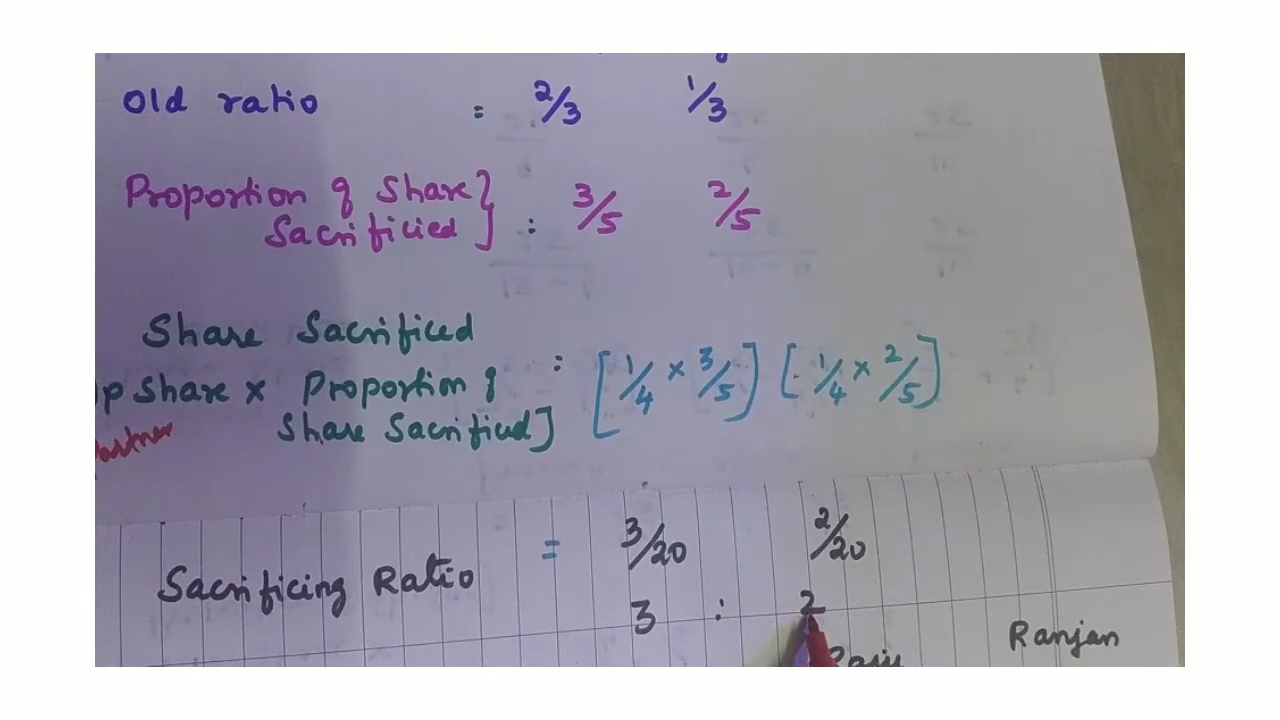 Old ratio : 2/3 1/3
Proportion of Share } 3/5 2/5
Sacrificied ] :
Share Sacrificed : [1/4 × 3/5] [1/4 × 2/5]
p Share × Proportion of
Share Sacrificed]
Sacrificing Ratio = 3/20 2/20
3 : 2
Ranjan